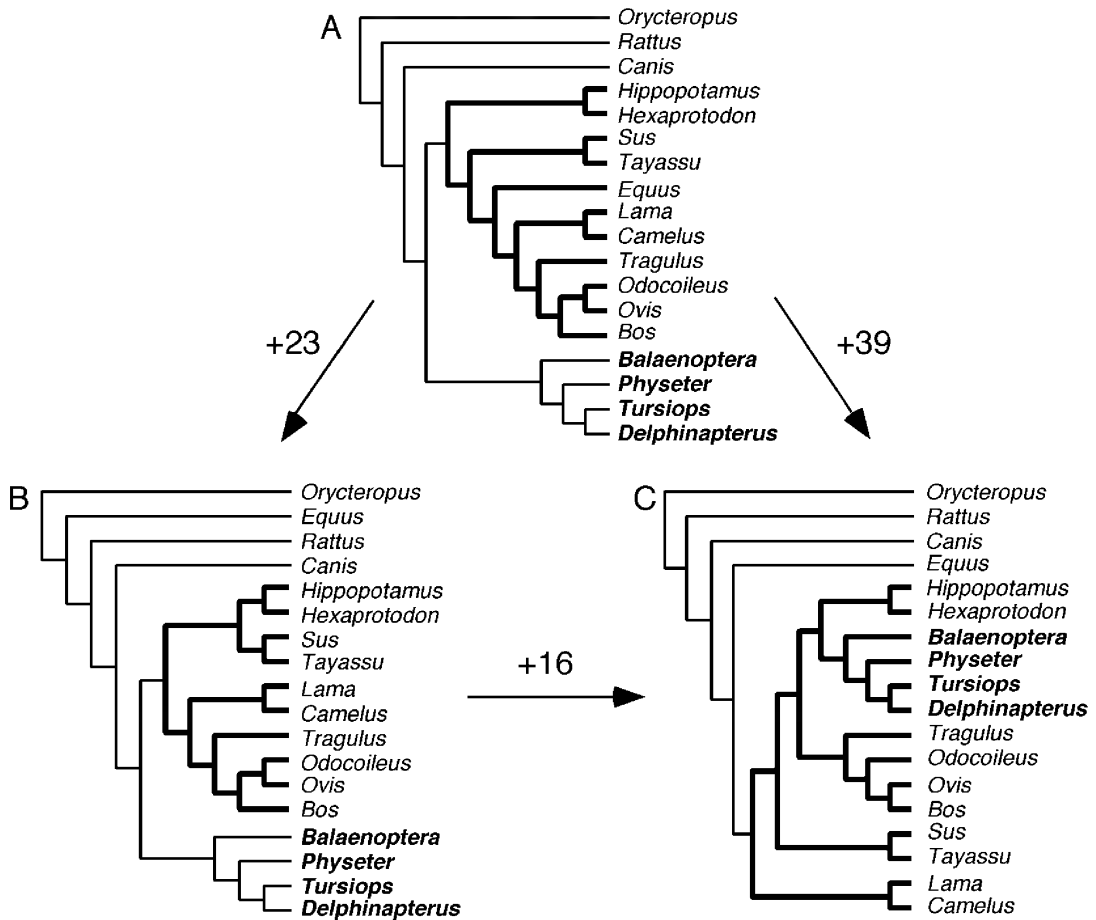 A
Orycteropus
Rattus
Canis
Hippopotamus
Hexaprotodon
Sus
Tayassu
Equus
Lama
Camelus
Tragulus
Odocoileus
Ovis
Bos
Balaenoptera
Physeter
Tursiops
Delphinapterus
+23
+39
B
Orycteropus
Equus
Rattus
Canis
Hippopotamus
Hexaprotodon
Sus
Tayassu
Lama
Camelus
Tragulus
Odocoileus
Ovis
Bos
Balaenoptera
Physeter
Tursiops
Delphinapterus
+16
C
Orycteropus
Rattus
Canis
Equus
Hippopotamus
Hexaprotodon
Balaenoptera
Physeter
Tursiops
Delphinapterus
Tragulus
Odocoileus
Ovis
Bos
Sus
Tayassu
Lama
Camelus